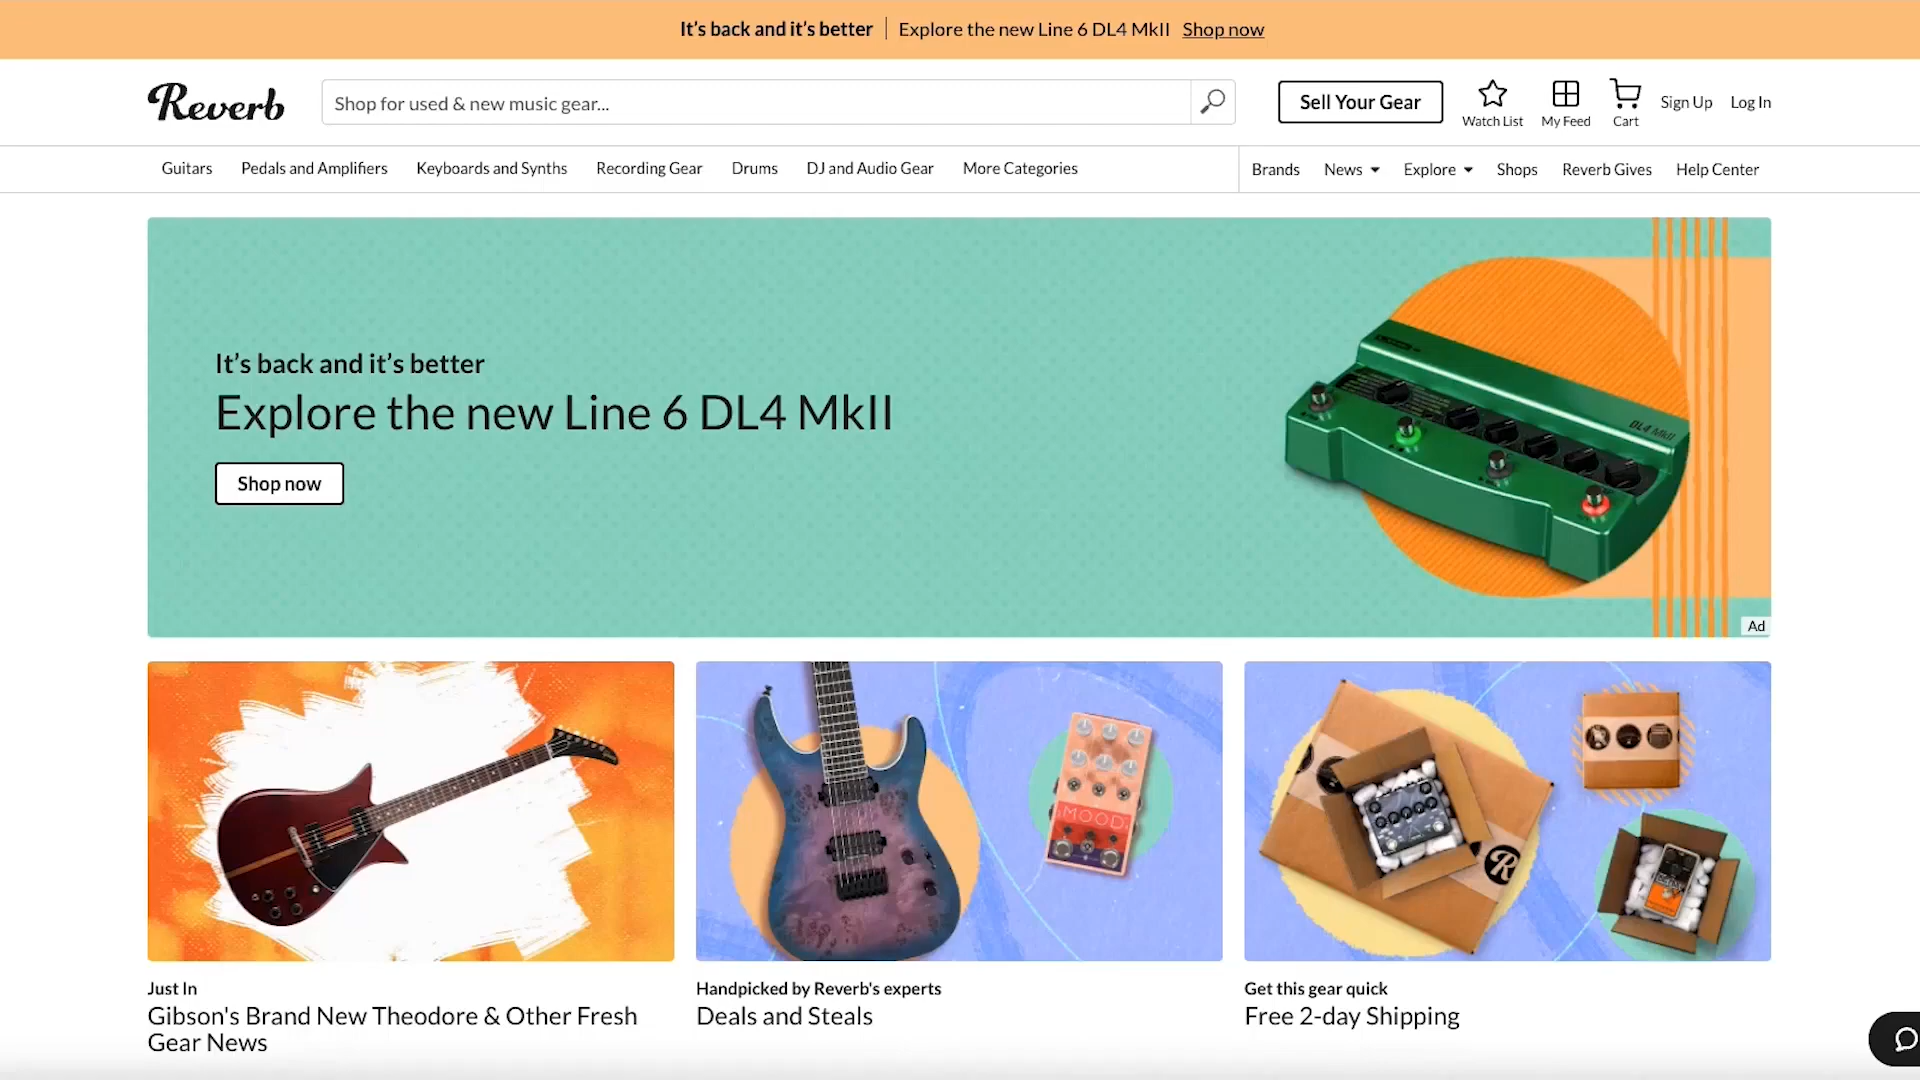 It's back and it's better Explore the new Line 6 DL4 MkII Shop now
Reverb
Shop for used & new music gear...
Sell Your Gear
Watch List
My Feed
Cart
Sign Up
Log In
Guitars
Pedals and Amplifiers
Keyboards and Synths
Recording Gear
Drums
DJ and Audio Gear
More Categories
Brands
News
Explore
Shops
Reverb Gives
Help Center
It's back and it's better
Explore the new Line 6 DL4 MkII
Shop now
DL4 MkII
Ad
MOOD
R
Just In
Gibson's Brand New Theodore & Other Fresh
Gear News
Handpicked by Reverb's experts
Deals and Steals
Get this gear quick
Free 2-day Shipping